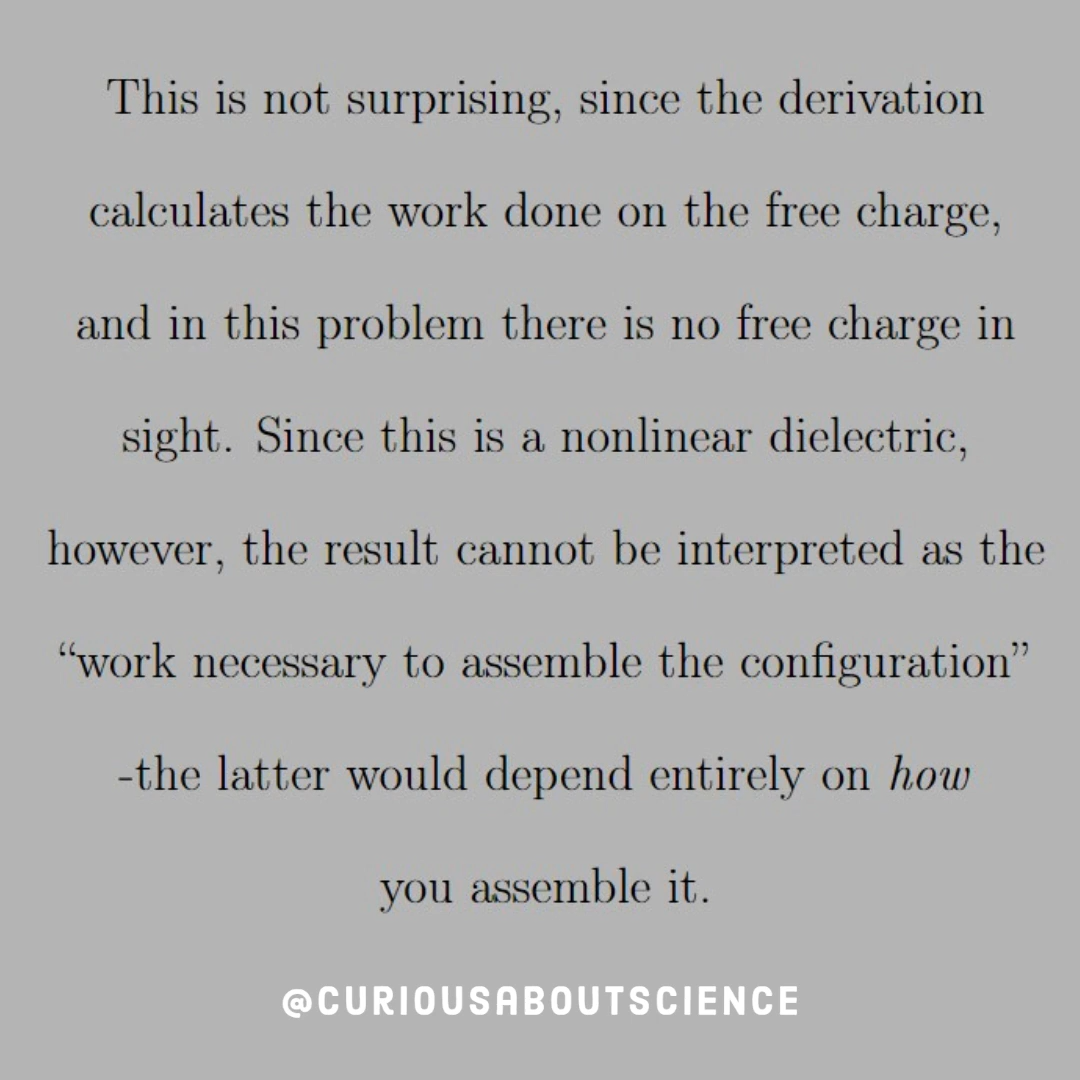 This is not surprising, since the derivation
calculates the work done on the free charge,
and in this problem there is no free charge in
sight. Since this is a nonlinear dielectric,
however, the result cannot be interpreted as the
“work necessary to assemble the configuration”
-the latter would depend entirely on how
you assemble it.
@CURIOUSABOUTSCIENCE